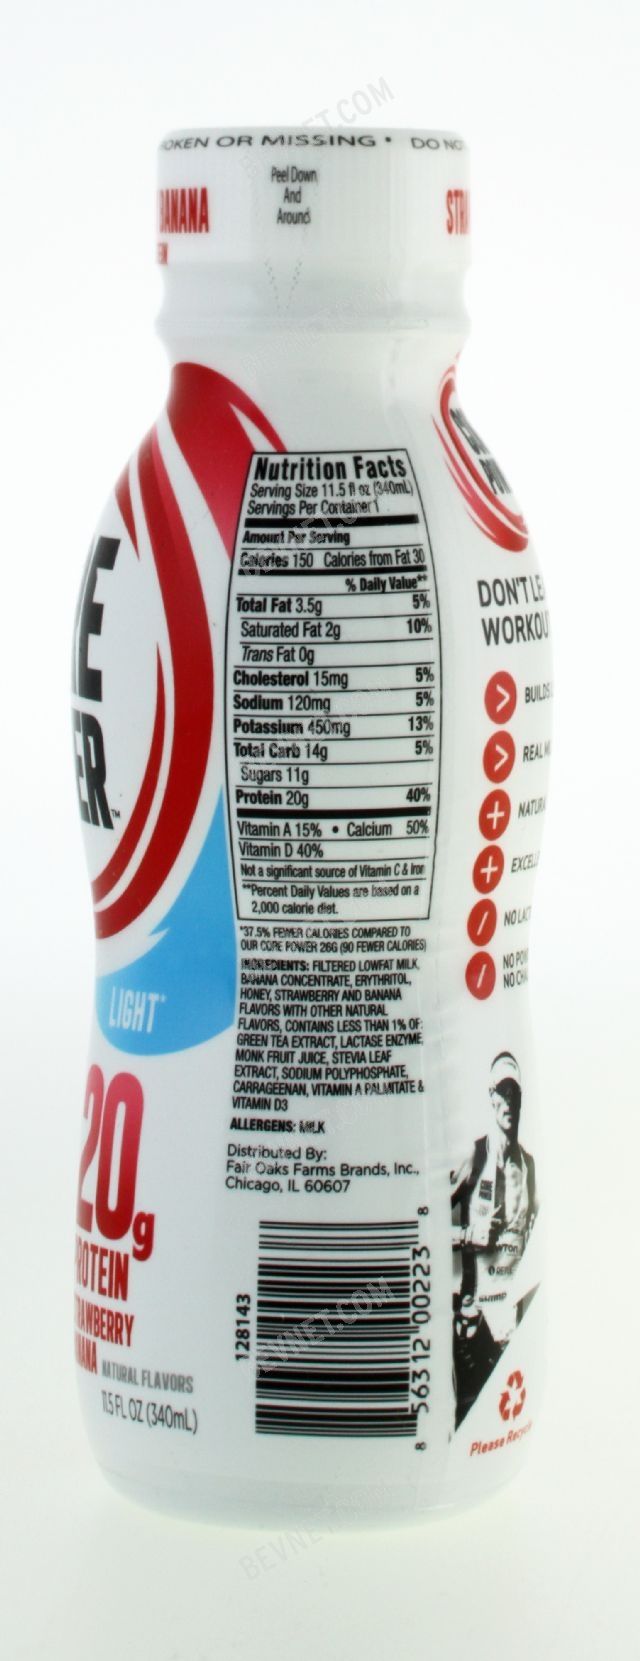 OKEN OR MISSING • DO NO
Peel Down
And
Around
BANANA
STR
Nutrition Facts
Serving Size 11.5 fl oz (340mL)
Servings Per Container 1
Amount Per Serving
Calories 150 Calories from Fat 30
% Daily Value**
Total Fat 3.5g 5%
Saturated Fat 2g 10%
Trans Fat 0g
Cholesterol 15mg 5%
Sodium 120mg 5%
Potassium 450mg 13%
Total Carb 14g 5%
Sugars 11g
Protein 20g 40%
Vitamin A 15% • Calcium 50%
Vitamin D 40%
Not a significant source of Vitamin C & Iron
**Percent Daily Values are based on a
2,000 calorie diet.
*37.5% FEWER CALORIES COMPARED TO
OUR CORE POWER 26G (90 FEWER CALORIES)
INGREDIENTS: FILTERED LOWFAT MILK,
BANANA CONCENTRATE, ERYTHRITOL,
HONEY, STRAWBERRY AND BANANA
FLAVORS WITH OTHER NATURAL
FLAVORS, CONTAINS LESS THAN 1% OF:
GREEN TEA EXTRACT, LACTASE ENZYME,
MONK FRUIT JUICE, STEVIA LEAF
EXTRACT, SODIUM POLYPHOSPHATE,
CARRAGEENAN, VITAMIN A PALMITATE &
VITAMIN D3
ALLERGENS: MILK
Distributed By:
Fair Oaks Farms Brands, Inc.,
Chicago, IL 60607
128143
8 56312 00223 8
E
ER™
LIGHT*
20g
ROTEIN
RAWBERRY
NANA NATURAL FLAVORS
11.5 FL OZ (340mL)
DON'T LE
WORKOU
BUILDS
REAL M
NATURA
EXCELL
NO LACT
NO
NO CHA
Please Recycle
BEVNET.COM